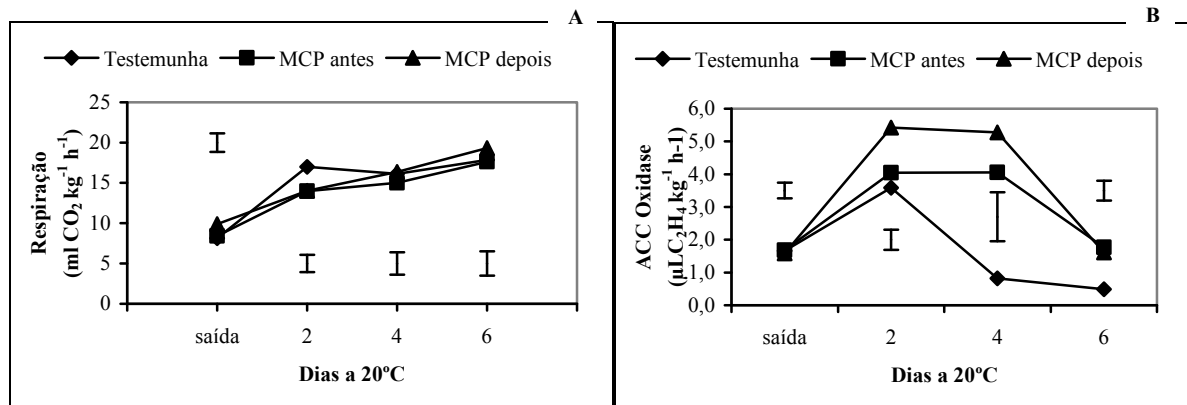 A
Testemunha MCP antes MCP depois
Respiração
(ml CO₂ kg⁻¹ h⁻¹)
25
20
15
10
5
0
saída 2 4 6
Dias a 20ºC
B
Testemunha MCP antes MCP depois
ACC Oxidase
(µLC₂H₄ kg⁻¹ h-1)
6,0
5,0
4,0
3,0
2,0
1,0
0,0
saída 2 4 6
Dias a 20ºC